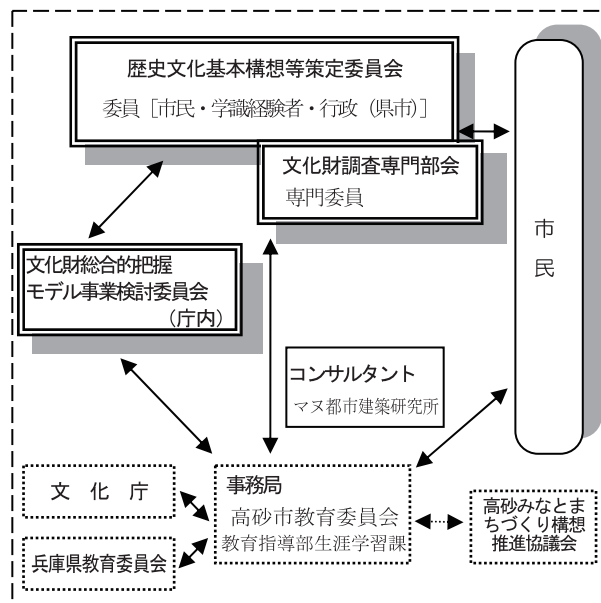 歴史文化基本構想等策定委員会
委員［市民・学識経験者・行政（県市）］
文化財調査専門部会
専門委員
市民
文化財総合的把握
モデル事業検討委員会
（庁内）
コンサルタント
マヌ都市建築研究所
事務局
高砂市教育委員会
教育指導部生涯学習課
文 化 庁
兵庫県教育委員会
高砂みなとま
ちづくり構想
推進協議会